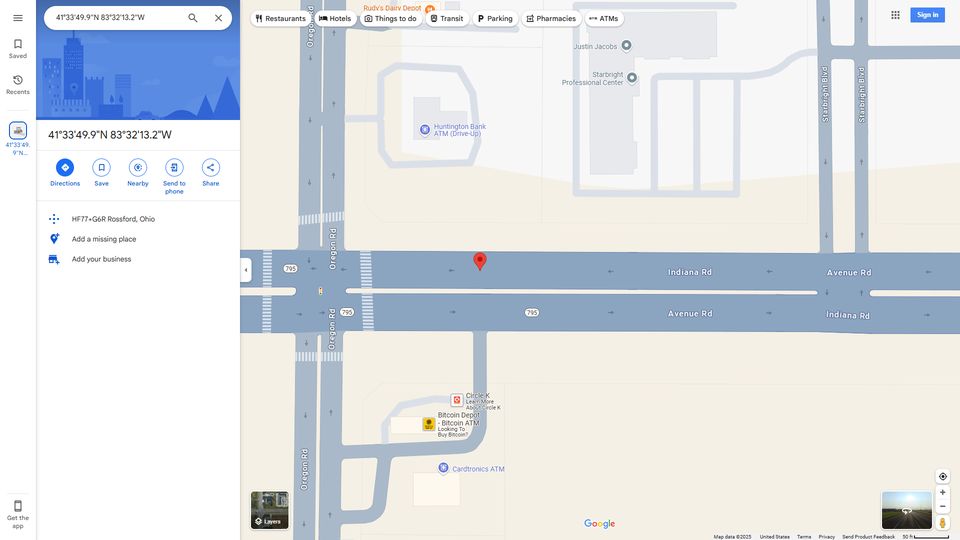 41°33'49.9"N 83°32'13.2"W
Restaurants
Hotels
Things to do
Transit
Parking
Pharmacies
ATMs
Sign in
Saved
Recents
41°33'49.
9"N...
41°33'49.9"N 83°32'13.2"W
Directions
Save
Nearby
Send to
phone
Share
HF77+G6R Rossford, Ohio
Add a missing place
Add your business
Get the
app
Rudy's Dairy Depot
Justin Jacobs
Starbright
Professional Center
Huntington Bank
ATM (Drive-Up)
Oregon Rd
Oregon Rd
Oregon Rd
Oregon Rd
Starbright Blvd
Starbright Blvd
795
Indiana Rd
Avenue Rd
795
795
Avenue Rd
Indiana Rd
Circle K
Learn More
About Circle K
Bitcoin Depot
- Bitcoin ATM
Looking To
Buy Bitcoin?
Cardtronics ATM
Layers
Google
Map data ©2025 United States Terms Privacy Send Product Feedback 50 ft